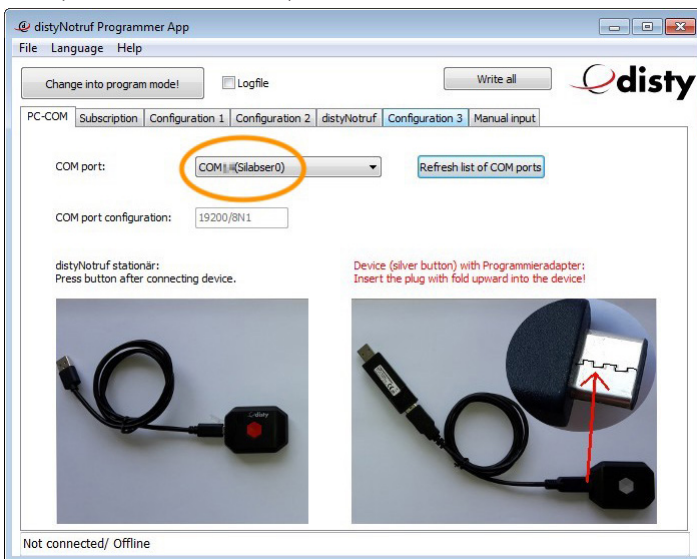 distyNotruf Programmer App
File Language Help
Change into program mode!
Logfile
Write all
disty
PC-COM
Subscription
Configuration 1
Configuration 2
distyNotruf
Configuration 3
Manual input
COM port:
(Silabser0)
Refresh list of COM ports
COM port configuration:
19200/8N1
distyNotruf stationär:
Press button after connecting device.
Device (silver button) with Programmieradapter:
Insert the plug with fold upward into the device!
disty
Not connected/ Offline